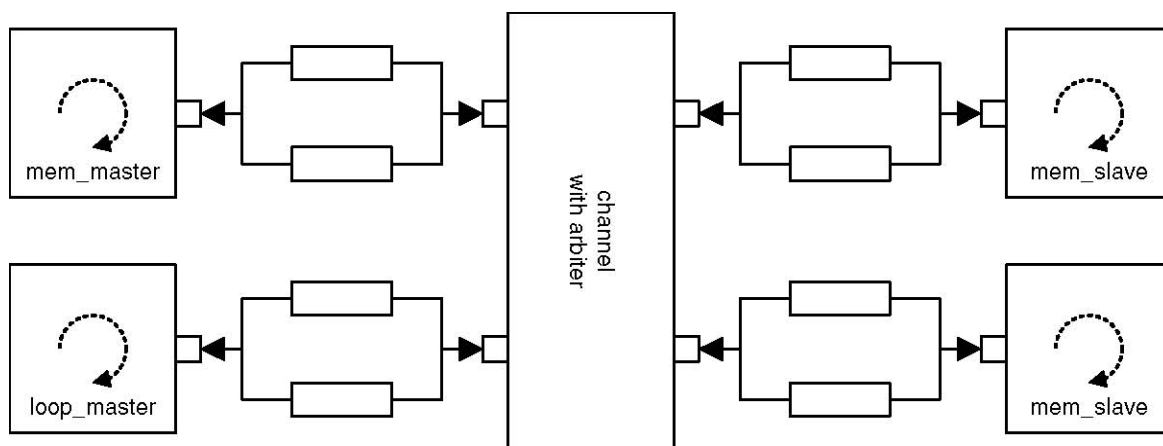 mem_master
mem_slave
channel
with arbiter
loop_master
mem_slave